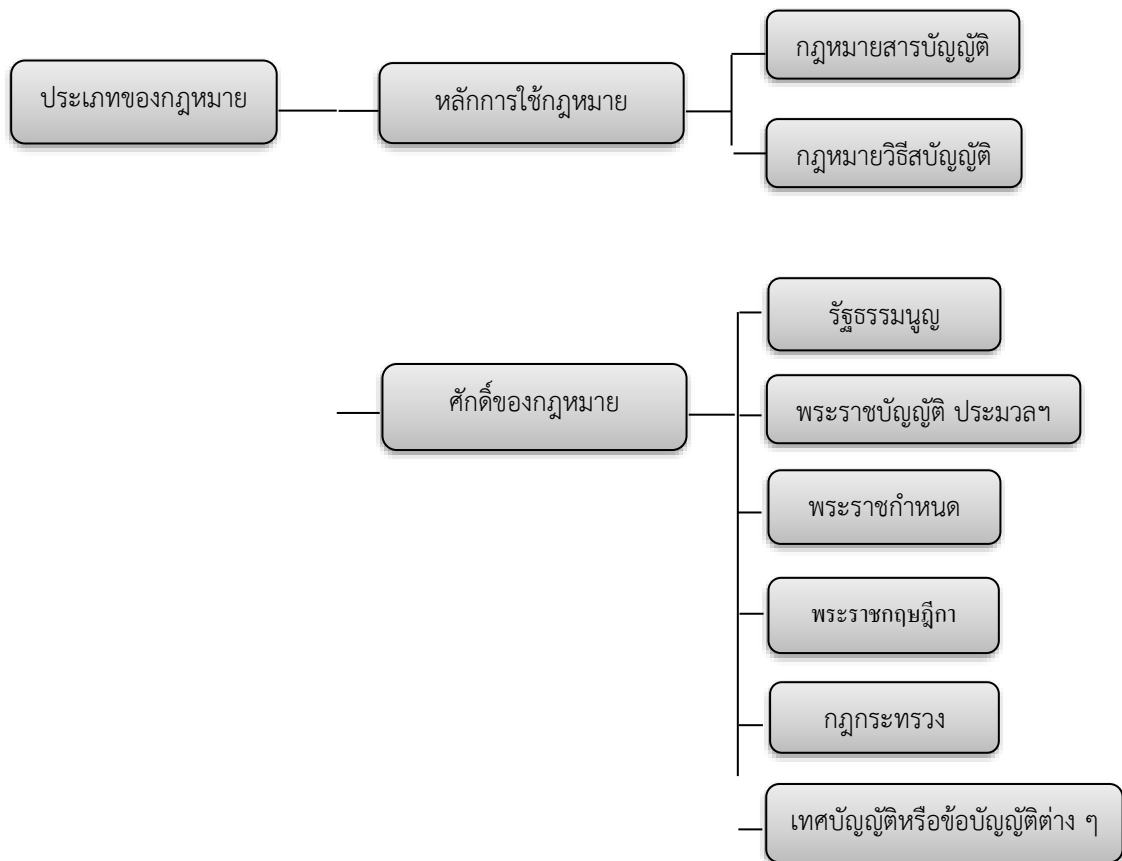 ประเภทของกฎหมาย
หลักการใช้กฎหมาย
กฎหมายสารบัญญัติ
กฎหมายวิธีสบัญญัติ
ศักดิ์ของกฎหมาย
รัฐธรรมนูญ
พระราชบัญญัติ ประมวลฯ
พระราชกำหนด
พระราชกฤษฎีกา
กฎกระทรวง
เทศบัญญัติหรือข้อบัญญัติต่าง ๆ